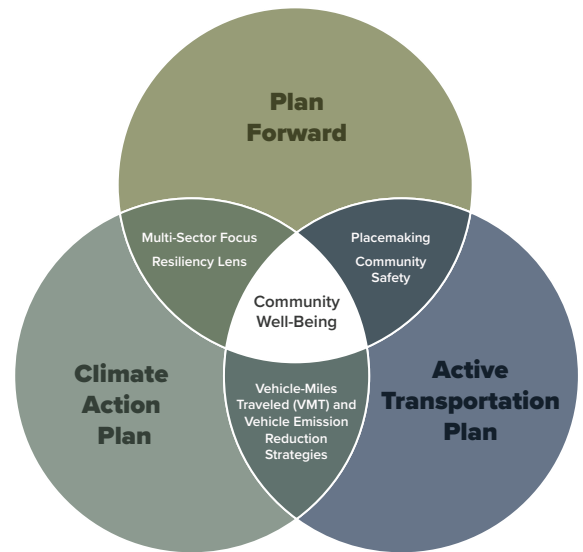 Plan
Forward
Multi-Sector Focus
Resiliency Lens
Placemaking
Community
Safety
Community
Well-Being
Climate
Action
Plan
Vehicle-Miles
Traveled (VMT) and
Vehicle Emission
Reduction
Strategies
Active
Transportation
Plan